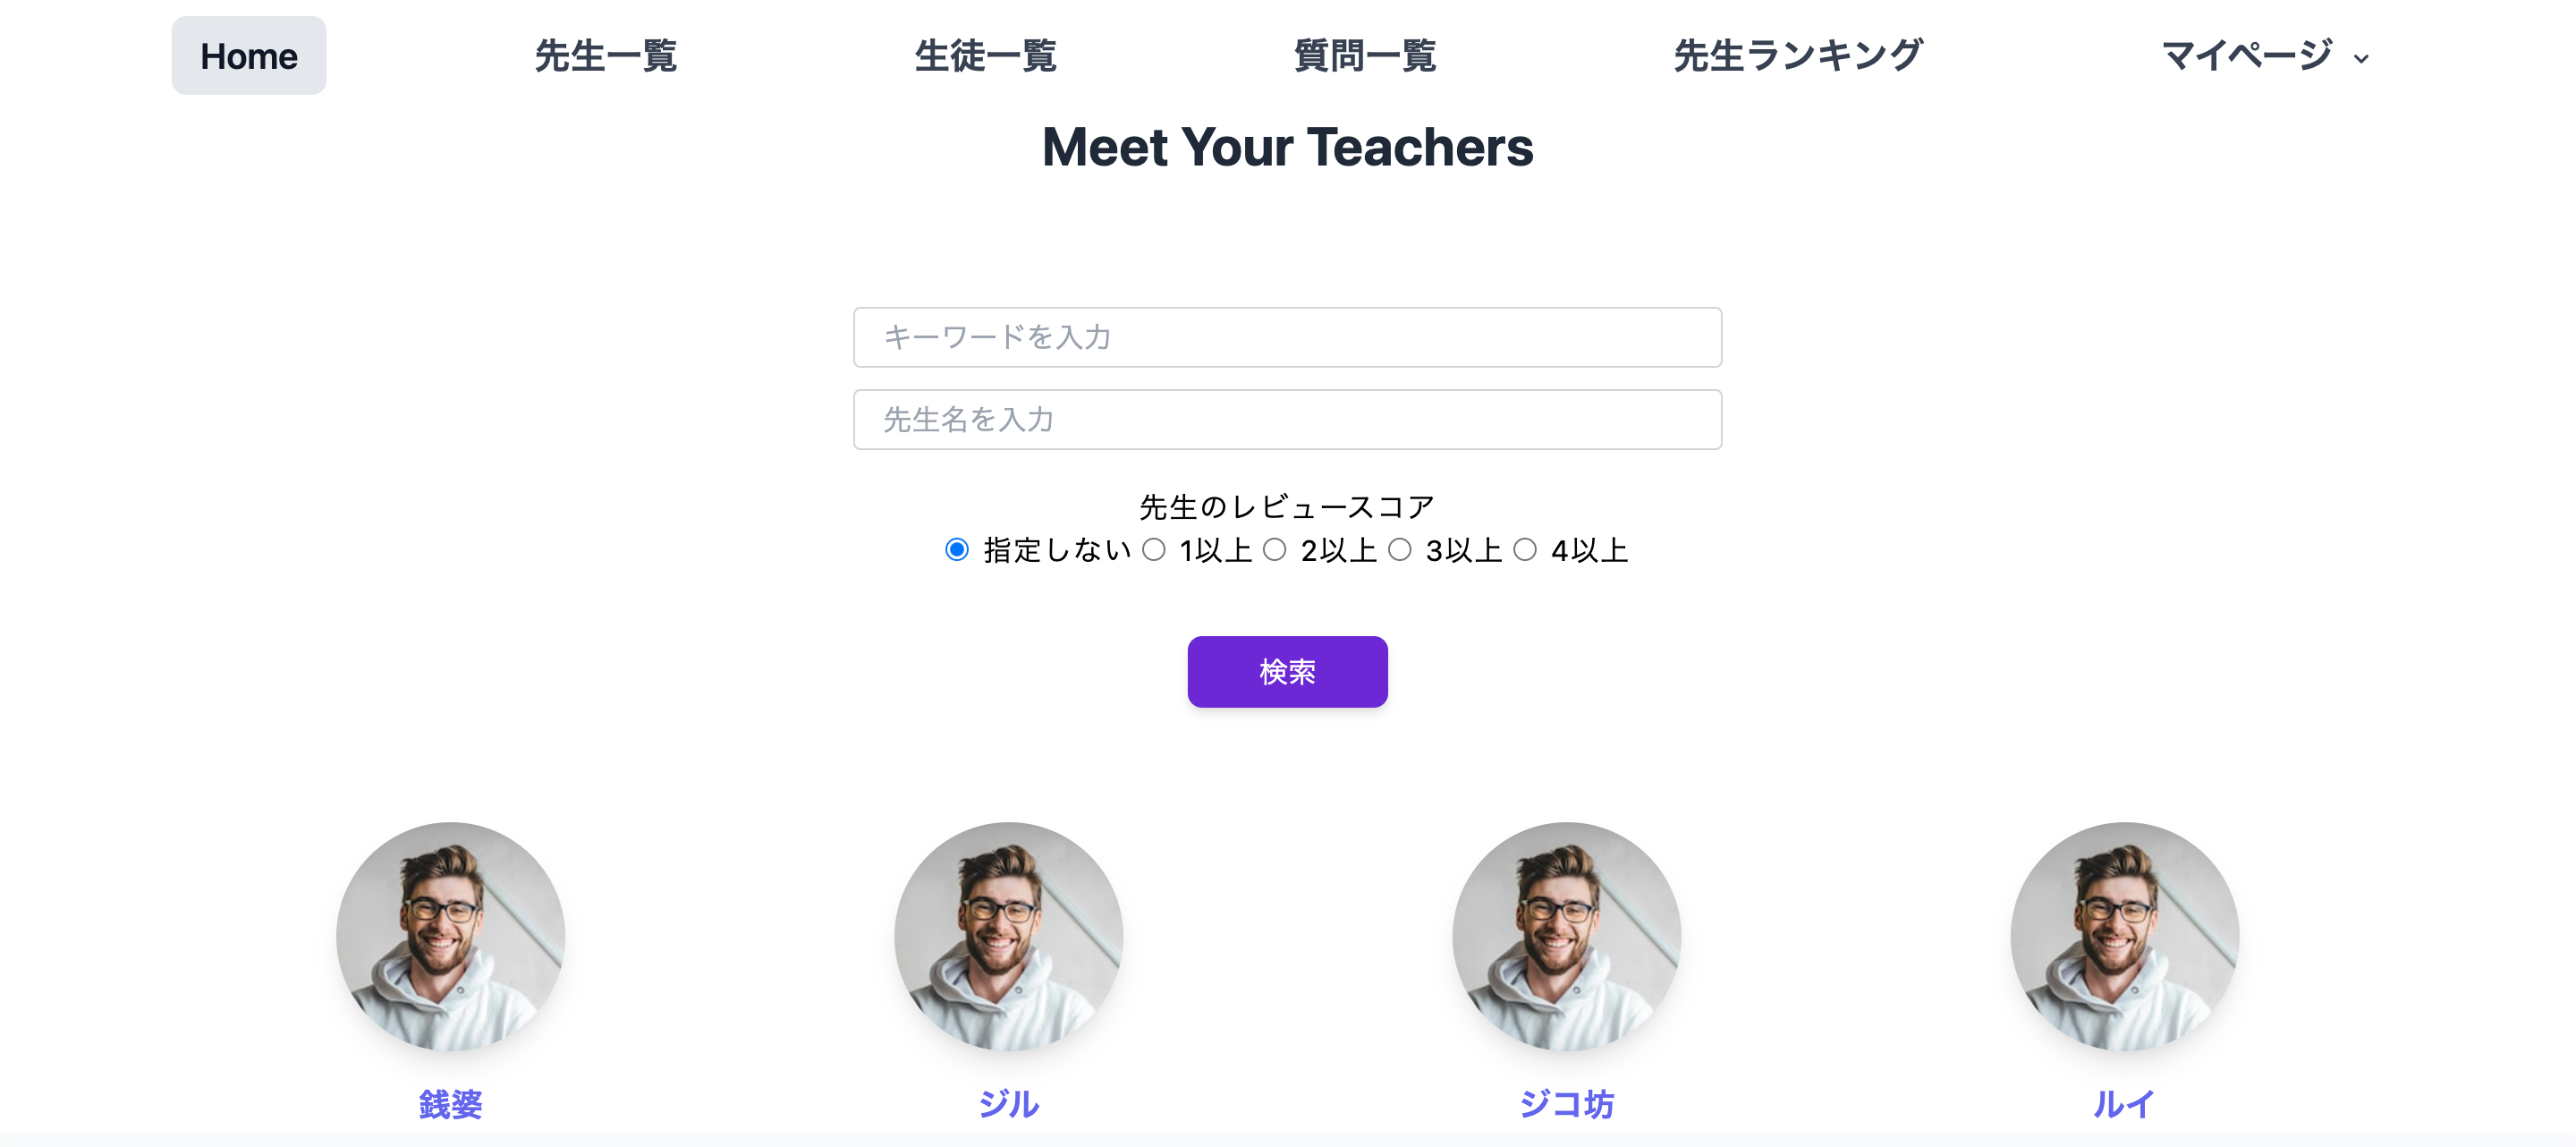 Home 先生一覧 生徒一覧 質問一覧 先生ランキング マイページ
Meet Your Teachers
キーワードを入力
先生名を入力
先生のレビュースコア
指定しない 1以上 2以上 3以上 4以上
検索
銭婆 ジル ジコ坊 ルイ